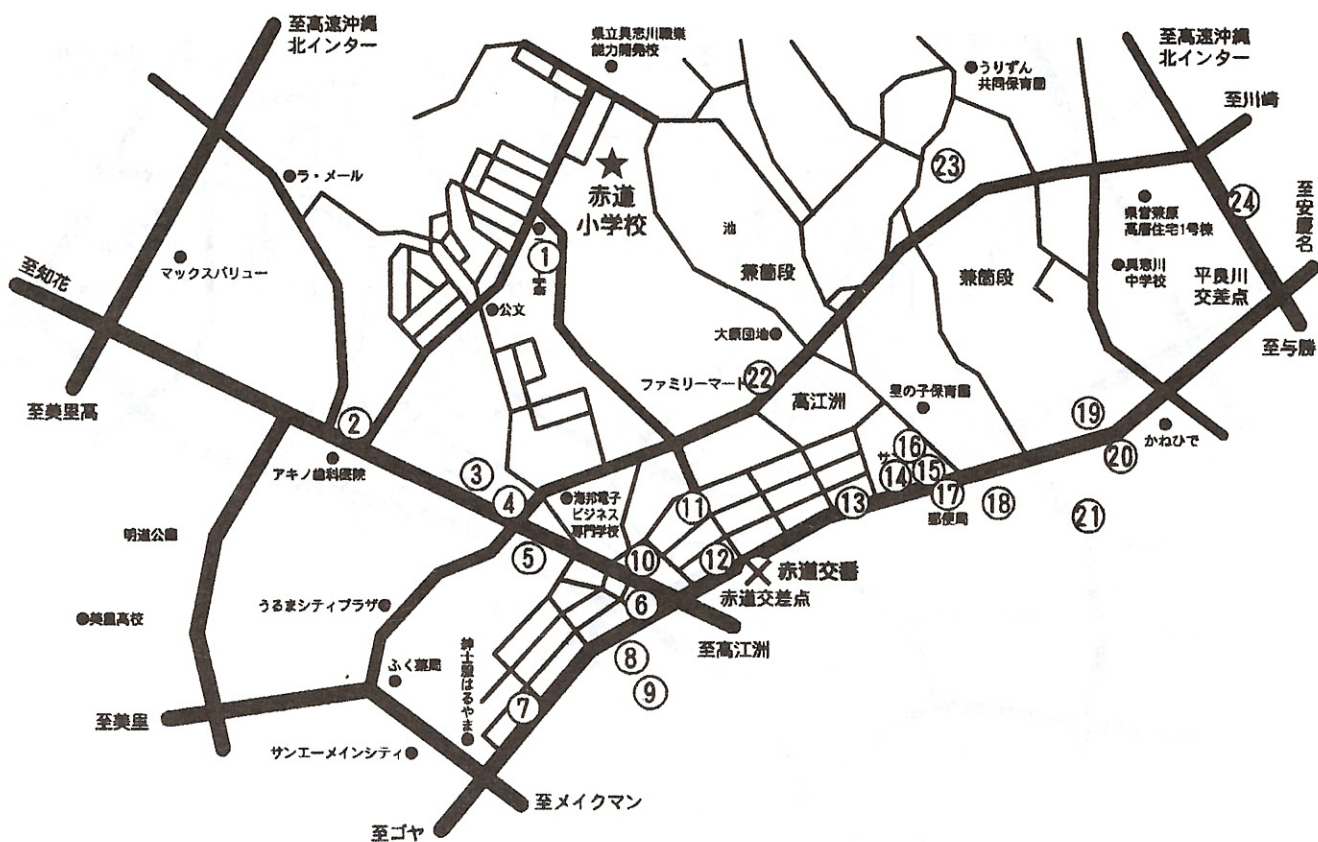 至高速沖縄
北インター
県立具志川職業
能力開発校
うりずん
共同保育園
至高速沖縄
北インター
至川崎
ラ・メール
赤道
小学校
23
24
至安慶名
県営兼原
高層住宅1号棟
池
マックスバリュー
1
兼箇段
兼箇段
具志川
中学校
平良川
交差点
至知花
公文
大原団地
至与勝
ファミリーマート
22
至美里高
高江洲
星の子保育園
2
19
かねひで
アキノ歯科医院
16
20
3
サ
15
14
4
海邦電子
ビジネス
専門学校
11
13
17
18
郵便局
21
明道公園
5
10
12
赤道交番
赤道交差点
うるまシティプラザ
6
美里高校
至高江洲
8
ふく薬局
紳士服はるやま
9
7
至美里
サンエーメインシティ
至メイクマン
至ゴヤ